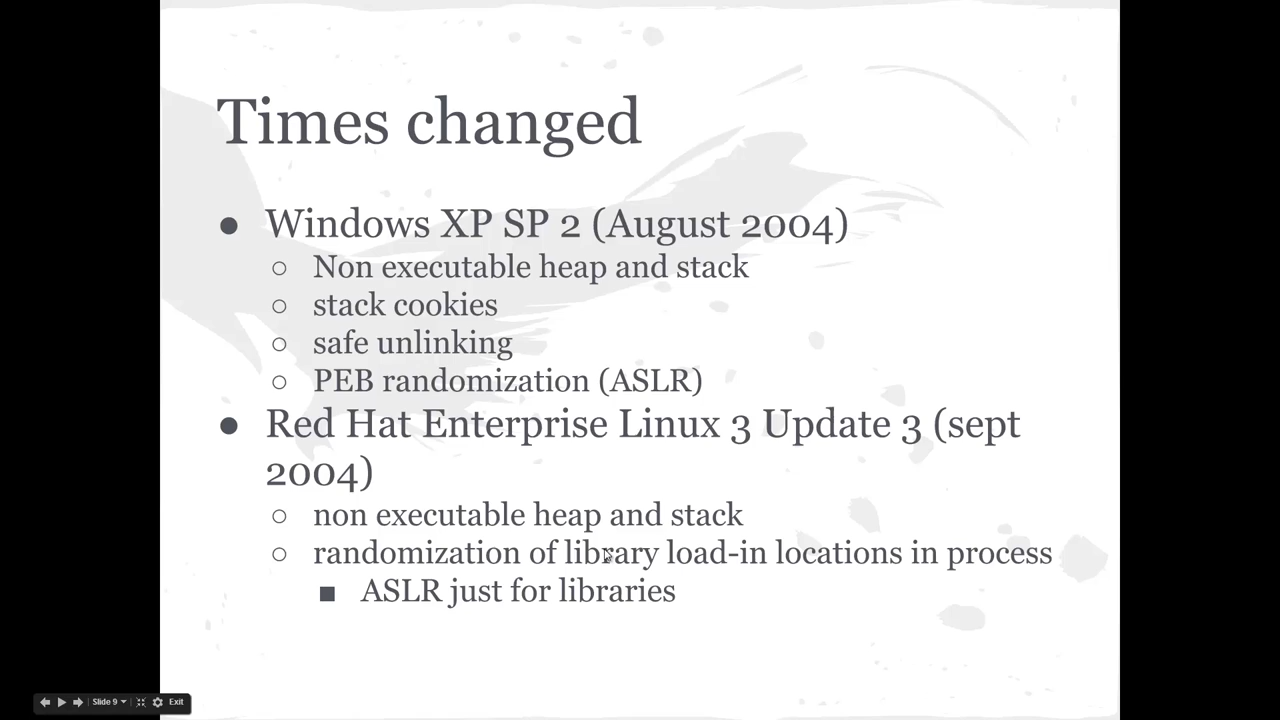 Times changed
● Windows XP SP 2 (August 2004)
○ Non executable heap and stack
○ stack cookies
○ safe unlinking
○ PEB randomization (ASLR)
● Red Hat Enterprise Linux 3 Update 3 (sept
2004)
○ non executable heap and stack
○ randomization of library load-in locations in process
■ ASLR just for libraries
Slide 9 Exit